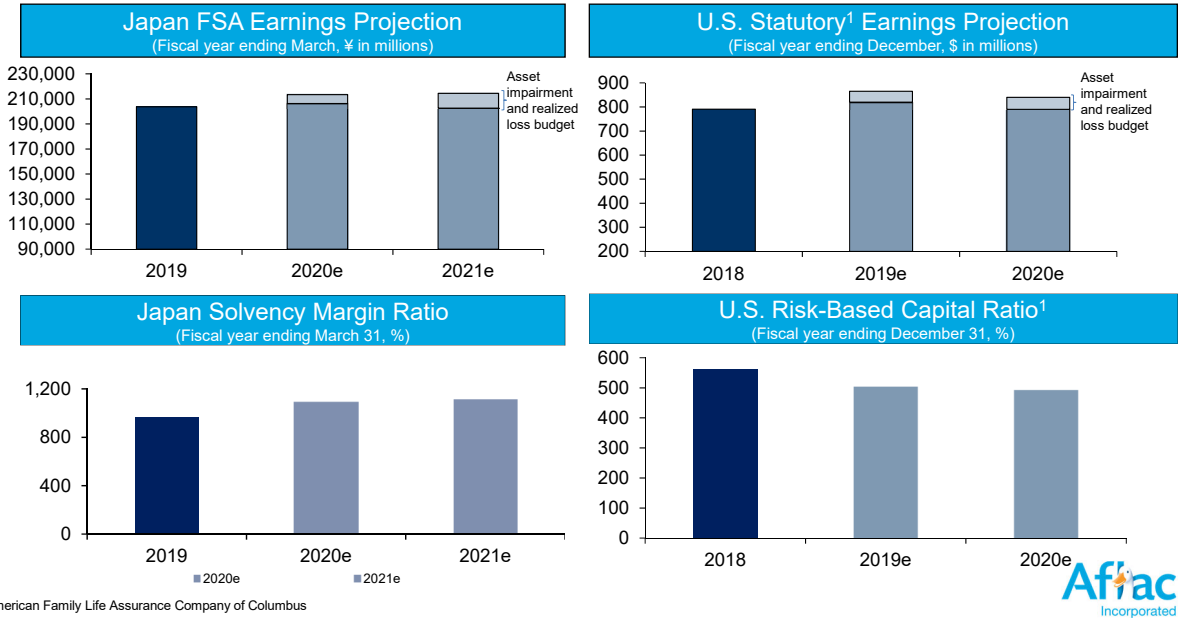 Japan FSA Earnings Projection
(Fiscal year ending March, ¥ in millions)
230,000
210,000
190,000
170,000
150,000
130,000
110,000
90,000
2019
2020e
2021e
Asset
impairment
and realized
loss budget
U.S. Statutory¹ Earnings Projection
(Fiscal year ending December, $ in millions)
900
800
700
600
500
400
300
200
2018
2019e
2020e
Asset
impairment
and realized
loss budget
Japan Solvency Margin Ratio
(Fiscal year ending March 31, %)
1,200
800
400
0
2019
2020e
2021e
2020e
2021e
U.S. Risk-Based Capital Ratio¹
(Fiscal year ending December 31, %)
600
500
400
300
200
100
0
2018
2019e
2020e
merican Family Life Assurance Company of Columbus
Aflac
Incorporated